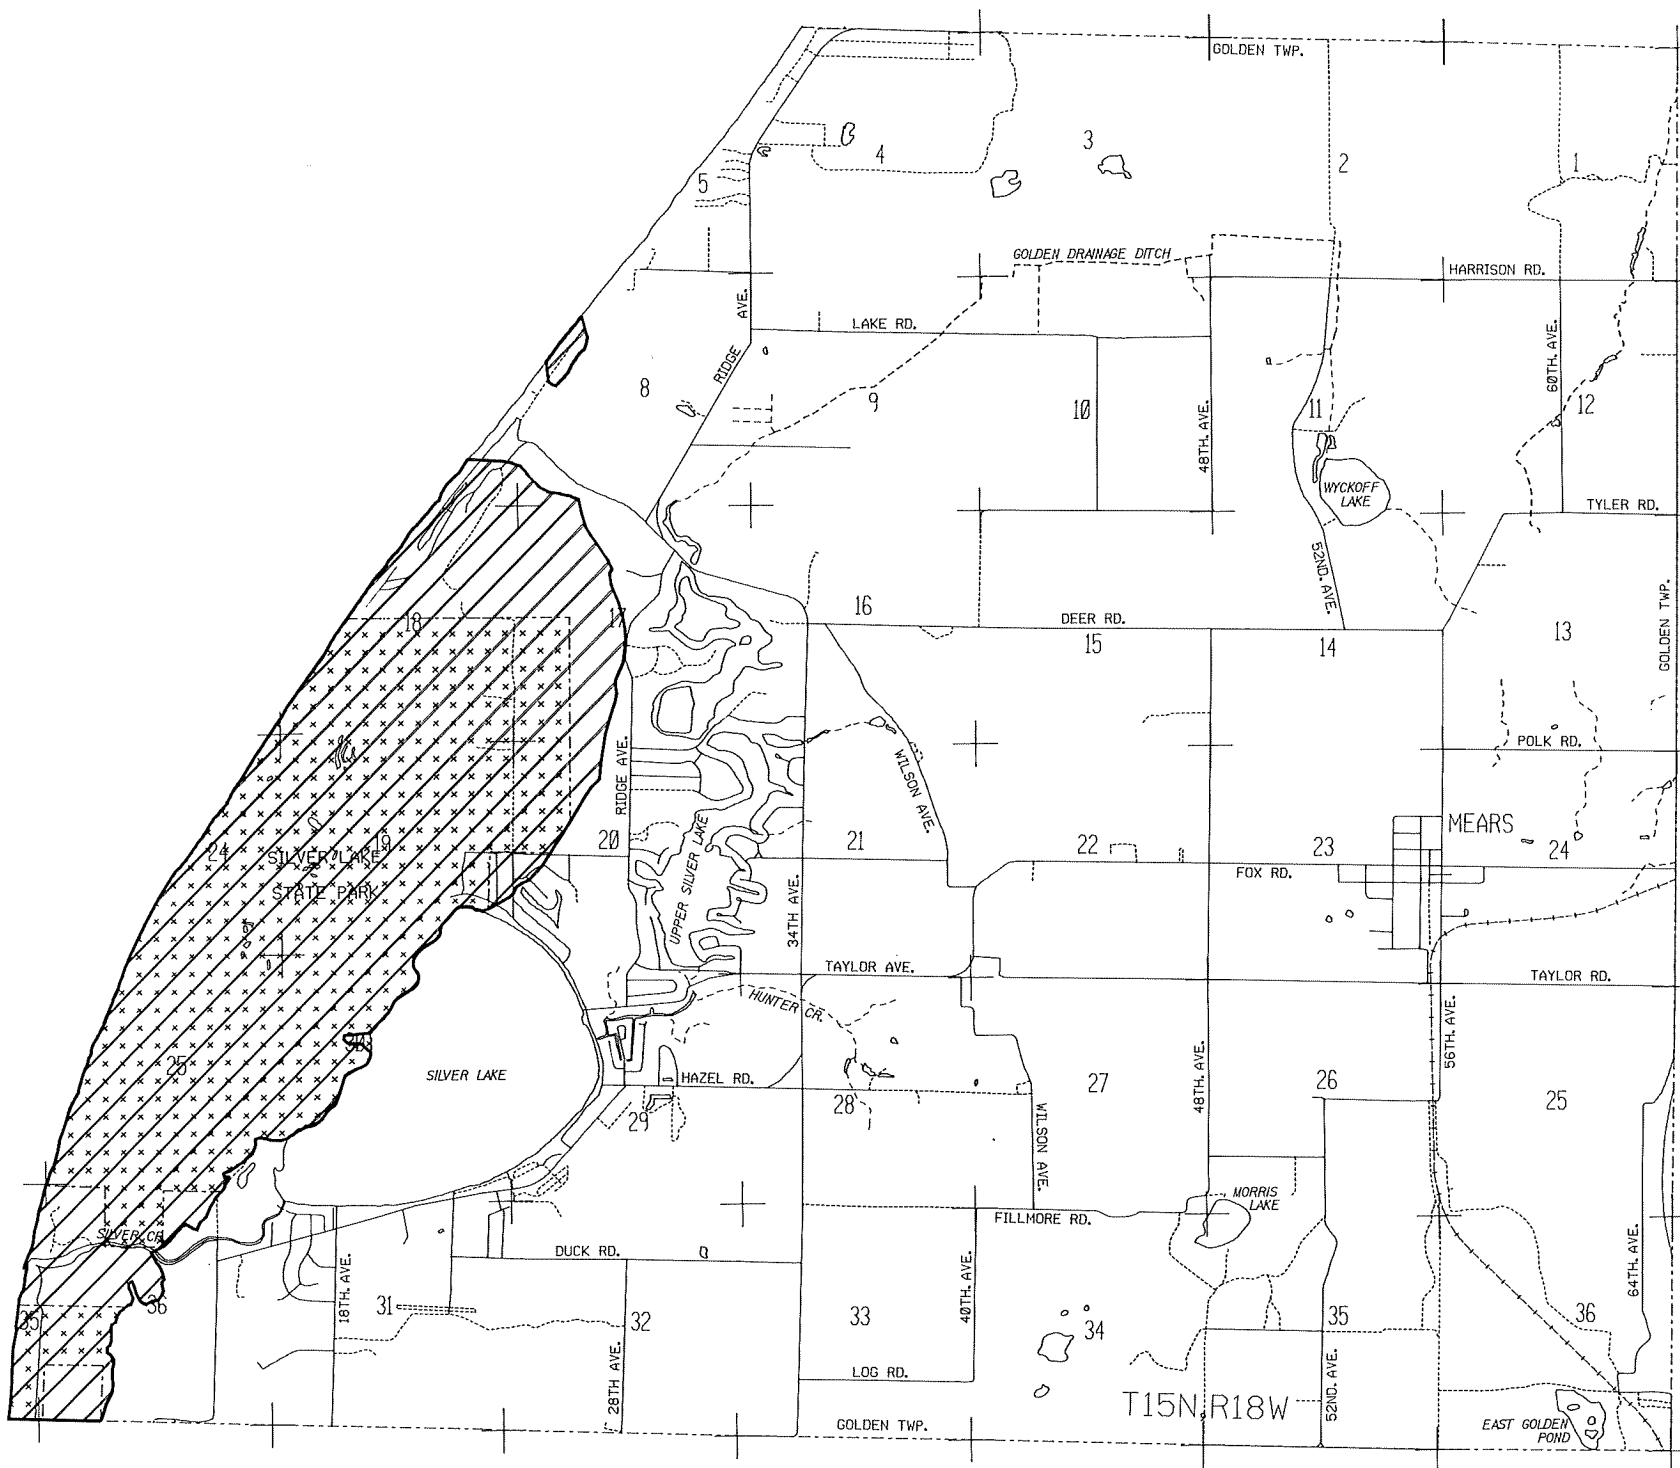 GOLDEN TWP.
4
3
2
1
5
GOLDEN DRAINAGE DITCH
HARRISON RD.
AVE.
LAKE RD.
RIDGE
60TH. AVE.
8
9
10
48TH. AVE.
11
12
WYCKOFF
LAKE
TYLER RD.
52ND. AVE.
GOLDEN TWP.
18
17
16
DEER RD.
15
14
13
POLK RD.
RIDGE AVE.
WILSON AVE.
UPPER SILVER LAKE
MEARS
24
SILVER LAKE
19
STATE PARK
20
21
22
23
24
FOX RD.
34TH AVE.
TAYLOR AVE.
TAYLOR RD.
HUNTER CR.
56TH. AVE.
25
30
SILVER LAKE
HAZEL RD.
48TH. AVE.
27
26
25
29
28
WILSON AVE.
MORRIS
LAKE
FILLMORE RD.
SILVER CR.
DUCK RD.
18TH. AVE.
40TH. AVE.
64TH. AVE.
35
36
31
32
33
34
35
36
28TH AVE.
LOG RD.
52ND. AVE.
T15N,R18W
GOLDEN TWP.
EAST GOLDEN
POND